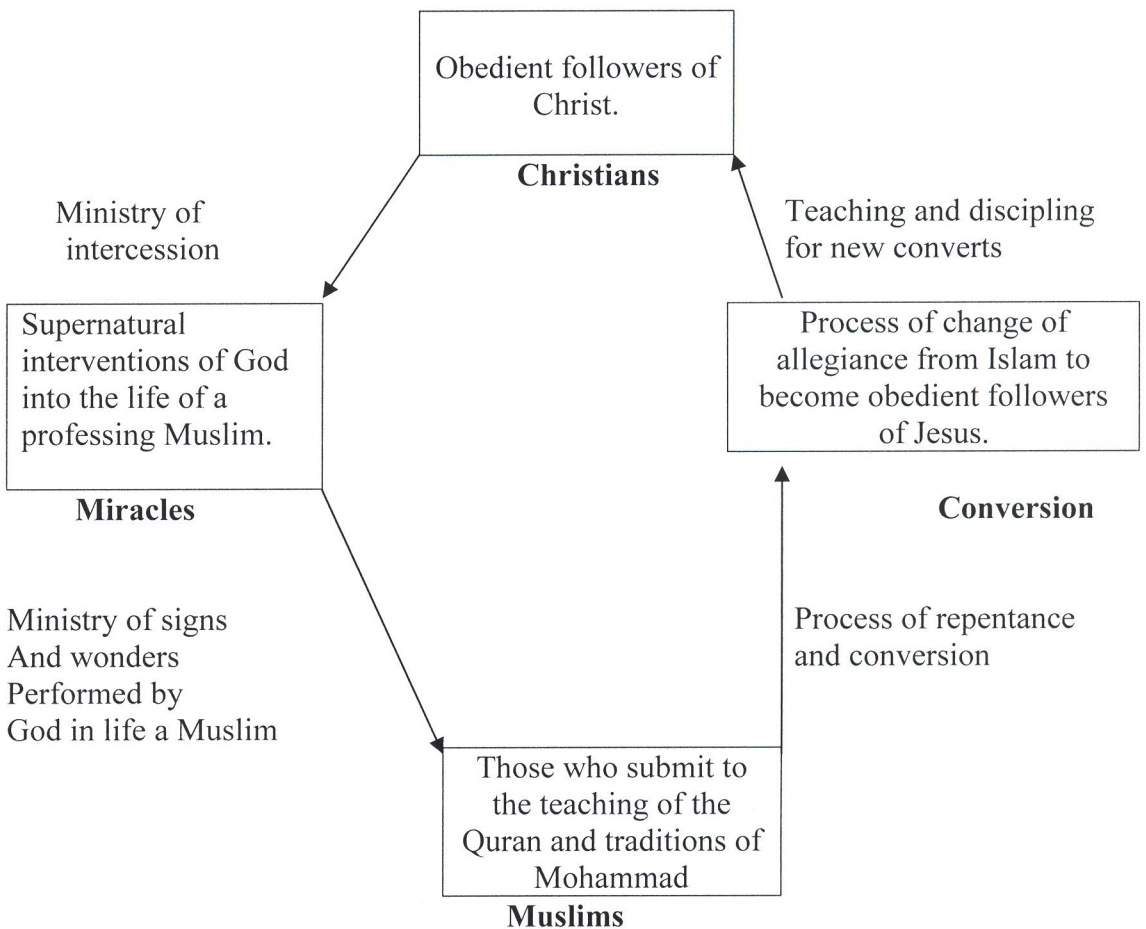 Obedient followers of
Christ.
Christians
Ministry of
intercession
Teaching and discipling
for new converts
Supernatural
interventions of God
into the life of a
professing Muslim.
Miracles
Process of change of
allegiance from Islam to
become obedient followers
of Jesus.
Conversion
Ministry of signs
And wonders
Performed by
God in life a Muslim
Process of repentance
and conversion
Those who submit to
the teaching of the
Quran and traditions of
Mohammad
Muslims